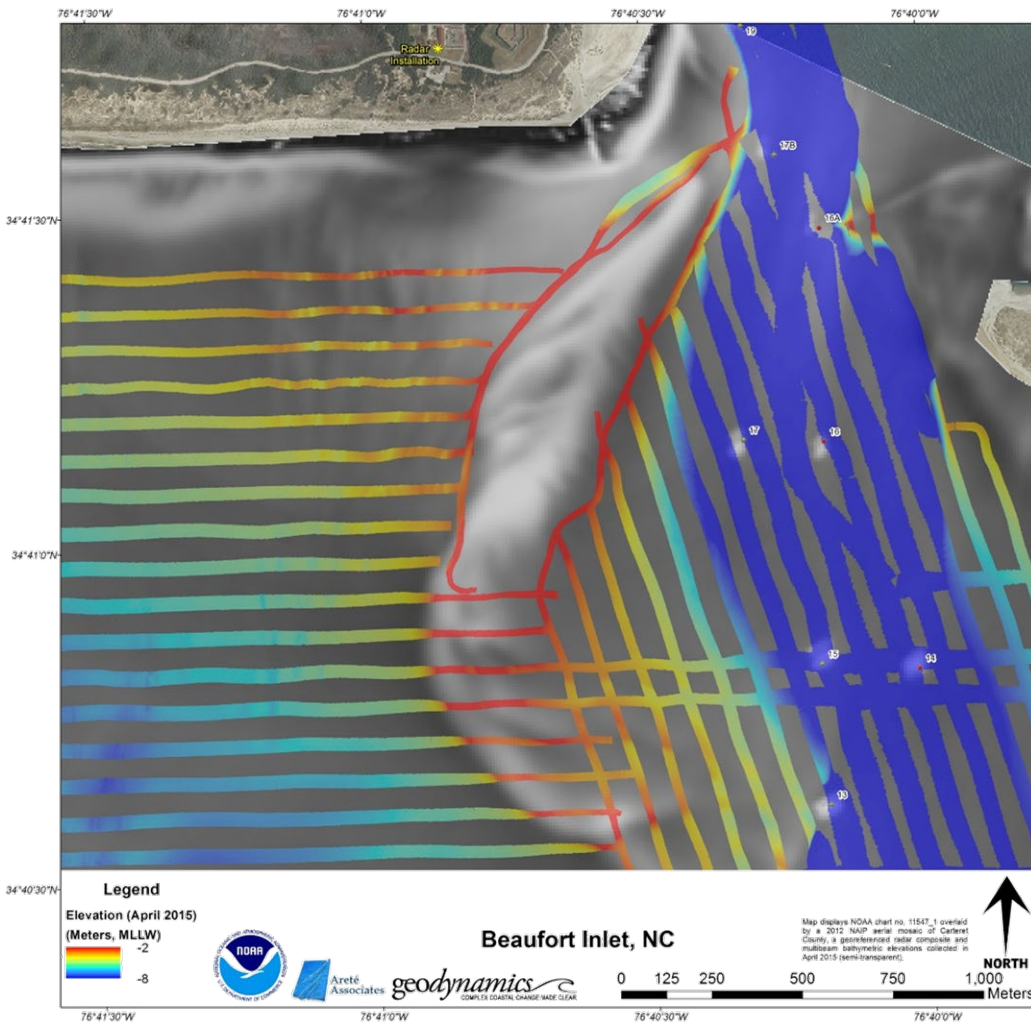 76°41'30"W
76°41'0"W
76°40'30"W
76°40'0"W
Radar
Installation
19
17B
34°41'30"N
16A
17
16
34°41'0"N
15
14
13
34°40'30"N
Legend
Elevation (April 2015)
(Meters, MLLW)
-2
-8
NOAA
Areté
Associates
geodynamics
COMPLEX COASTAL CHANGE MADE CLEAR
Beaufort Inlet, NC
Map displays NOAA chart no. 11547_1 overlaid
by a 2012 NAIP aerial mosaic of Carteret
County, a georeferenced radar composite and
multibeam bathymetric elevations collected in
April 2015 (semi-transparent).
NORTH
0 125 250 500 750 1,000
Meters
76°41'30"W
76°41'0"W
76°40'30"W
76°40'0"W